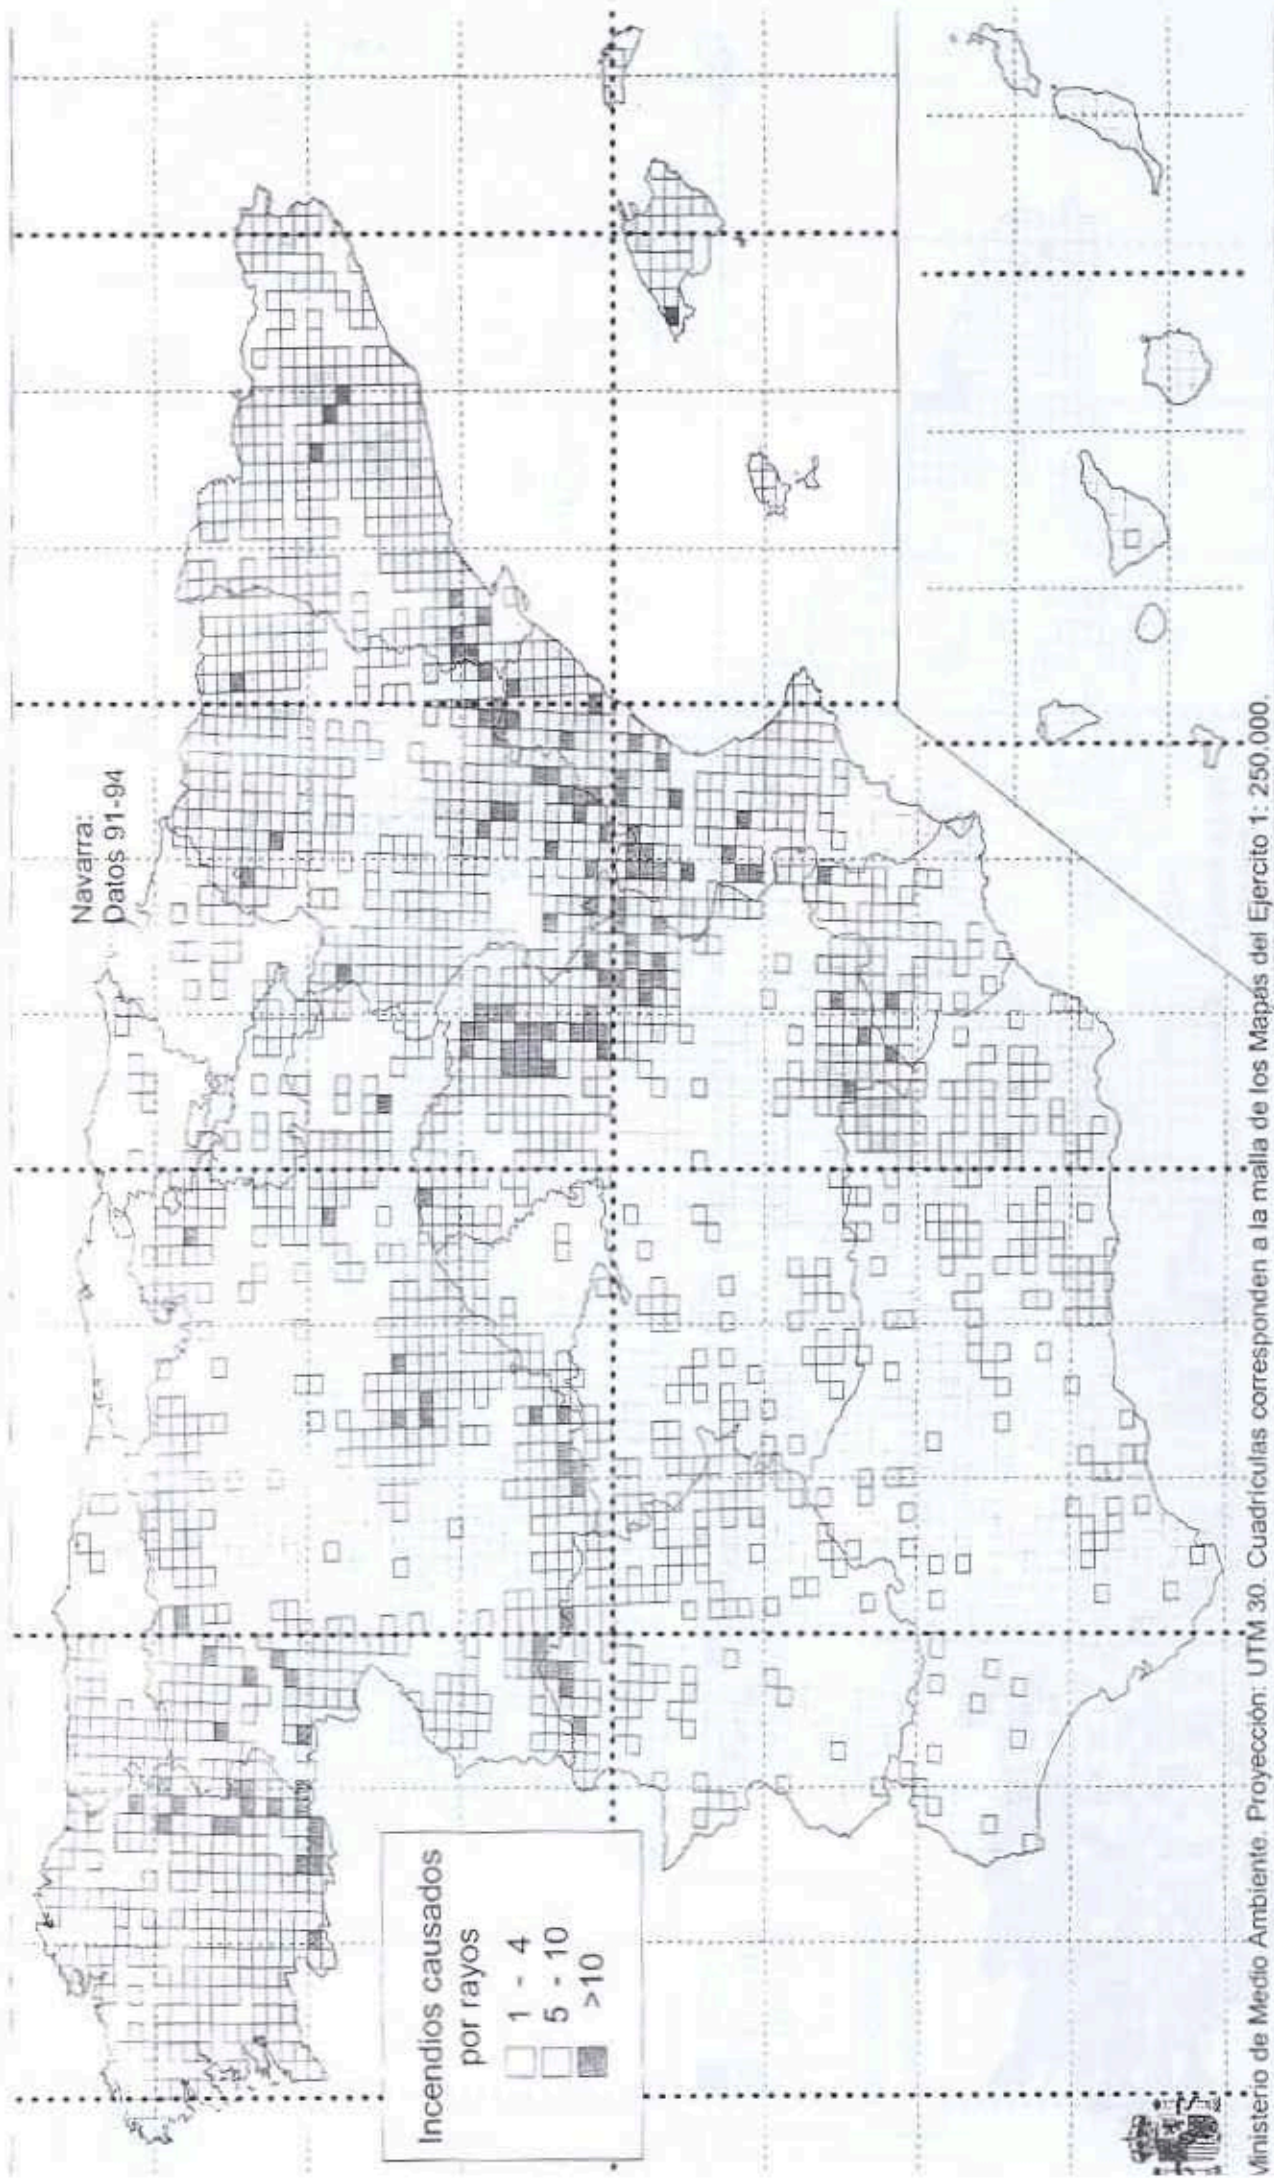 Navarra:
Datos 91-94
Incendios causados
por rayos
1 - 4
5 - 10
>10
Ministerio de Medio Ambiente. Proyección: UTM 30. Cuadrículas corresponden a la malla de los Mapas del Ejercito 1: 250.000.